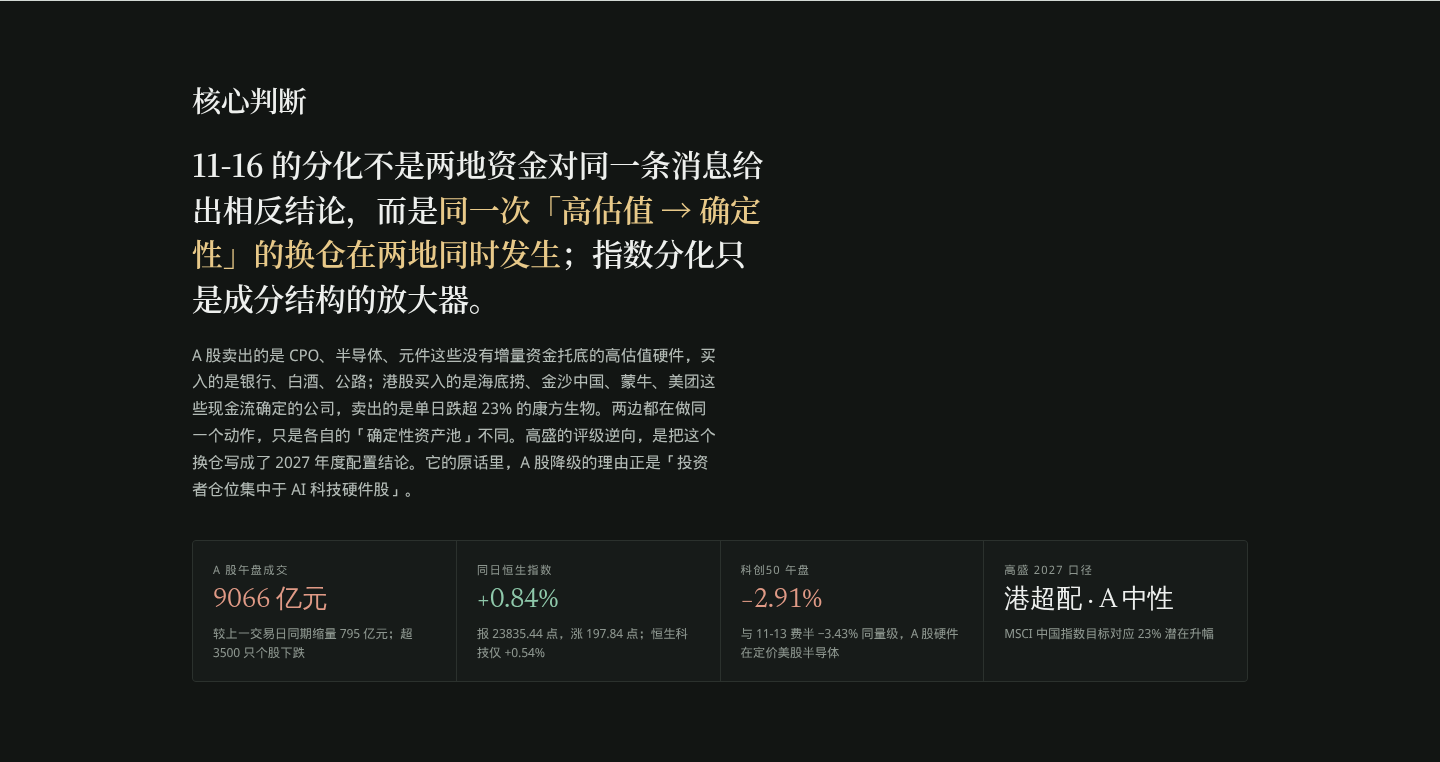 核心判断
11-16 的分化不是两地资金对同一条消息给
出相反结论，而是同一次「高估值 → 确定
性」的换仓在两地同时发生；指数分化只
是成分结构的放大器。
A 股卖出的是 CPO、半导体、元件这些没有增量资金托底的高估值硬件，买
入的是银行、白酒、公路；港股买入的是海底捞、金沙中国、蒙牛、美团这
些现金流确定的公司，卖出的是单日跌超 23% 的康方生物。两边都在做同
一个动作，只是各自的「确定性资产池」不同。高盛的评级逆向，是把这个
换仓写成了 2027 年度配置结论。它的原话里，A 股降级的理由正是「投资
者仓位集中于 AI 科技硬件股」。
A 股午盘成交
9066 亿元
较上一交易日同期缩量 795 亿元；超
3500 只个股下跌
同日恒生指数
+0.84%
报 23835.44 点，涨 197.84 点；恒生科
技仅 +0.54%
科创50 午盘
−2.91%
与 11-13 费半 −3.43% 同量级，A 股硬件
在定价美股半导体
高盛 2027 口径
港超配 · A 中性
MSCI 中国指数目标对应 23% 潜在升幅